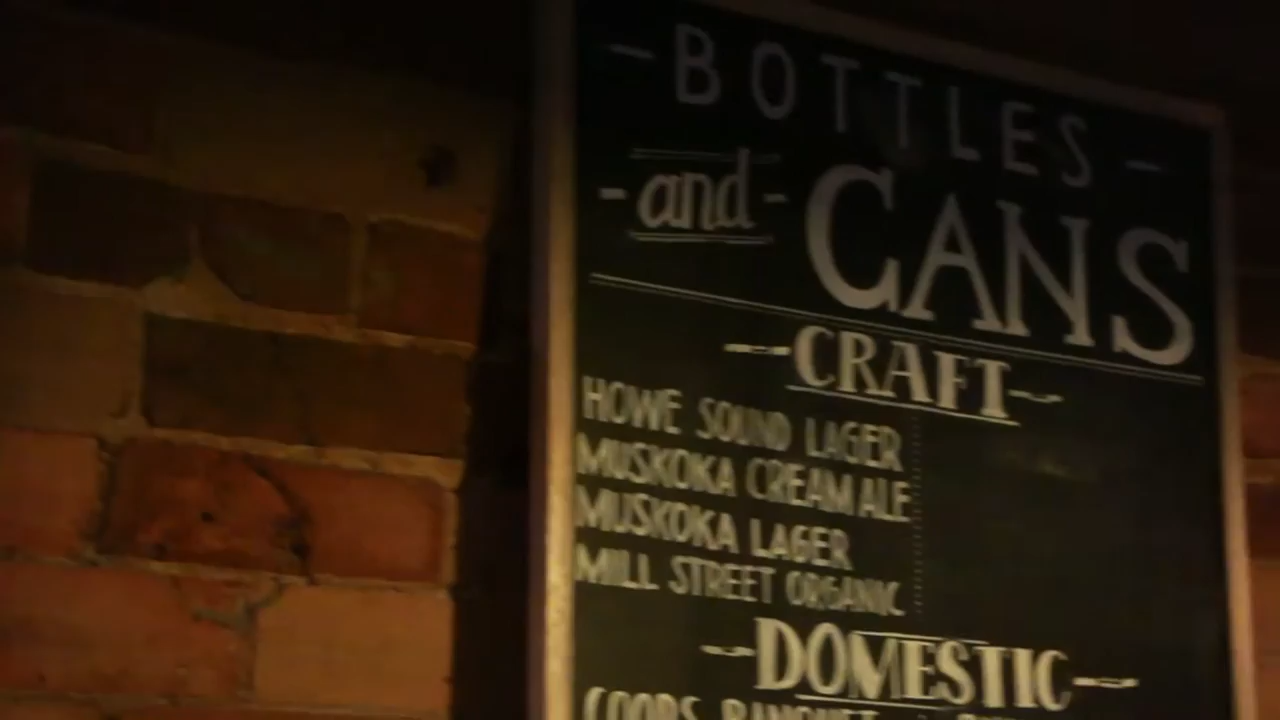 - BOTTLES -
- and - CANS
CRAFT
HOWE SOUND LAGER
MUSKOKA CREAM ALE
MUSKOKA LAGER
MILL STREET ORGANIC
DOMESTIC
COORS BANQUET